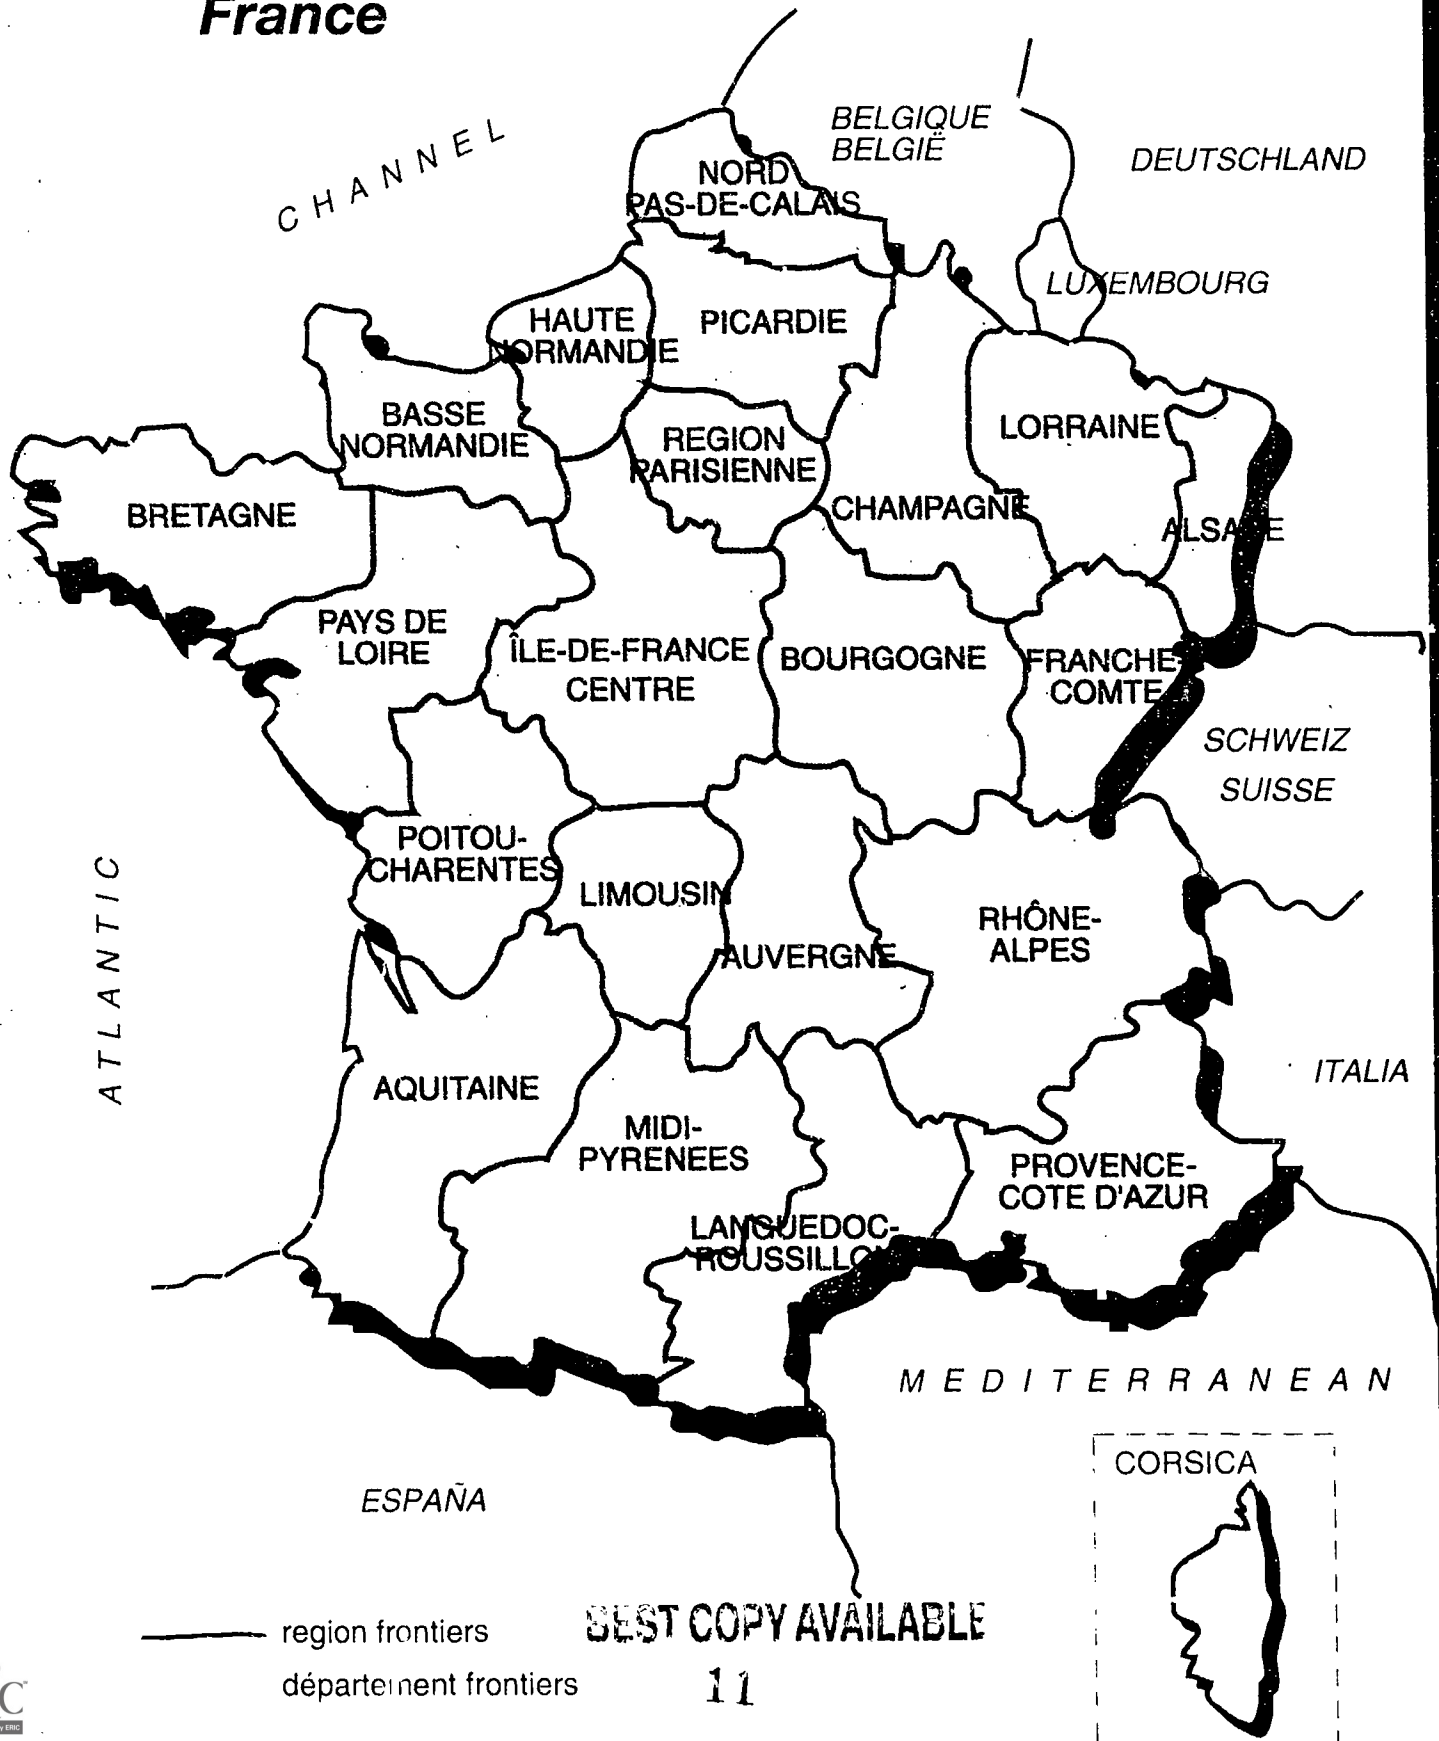 France
CHANNEL
BELGIQUE
BELGIË
DEUTSCHLAND
NORD
PAS-DE-CALAIS
LUXEMBOURG
HAUTE
NORMANDIE
PICARDIE
BASSE
NORMANDIE
REGION
PARISIENNE
LORRAINE
BRETAGNE
CHAMPAGNE
ALSACE
PAYS DE
LOIRE
ÎLE-DE-FRANCE
CENTRE
BOURGOGNE
FRANCHE-
COMTE
SCHWEIZ
SUISSE
POITOU-
CHARENTES
LIMOUSIN
ATLANTIC
AUVERGNE
RHÔNE-
ALPES
AQUITAINE
ITALIA
MIDI-
PYRENEES
PROVENCE-
COTE D'AZUR
LANGUEDOC-
ROUSSILLON
MEDITERRANEAN
CORSICA
ESPAÑA
region frontiers
département frontiers
BEST COPY AVAILABLE
11
ERIC